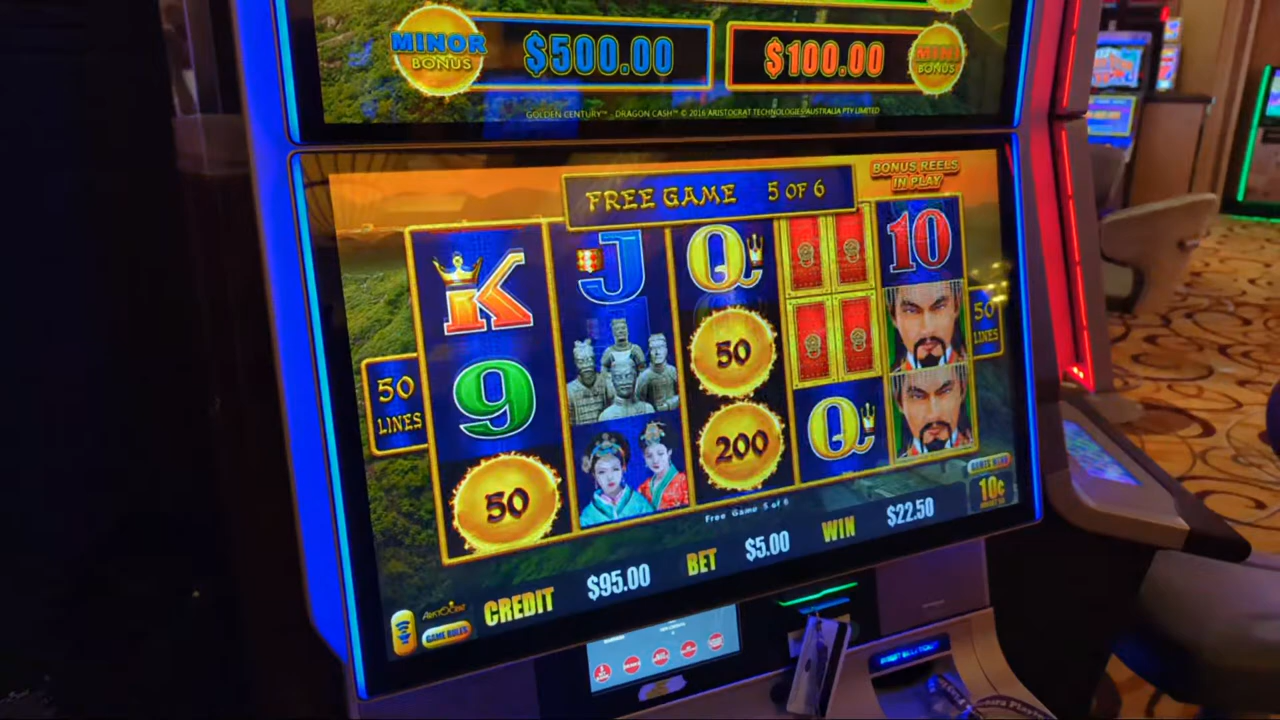 MINOR
BONUS
$500.00
$100.00
MINI
BONUS
GOLDEN CENTURY™ - DRAGON CASH™ © 2016 ARISTOCRAT TECHNOLOGIES AUSTRALIA PTY LIMITED
BONUS REELS
IN PLAY
FREE GAME 5 OF 6
K
J
Q
10
9
50
50
200
Q
50
LINES
50
LINES
Free Game 5 of 6
CREDIT
$95.00
BET
$5.00
WIN
$22.50
10¢
GAME RULES